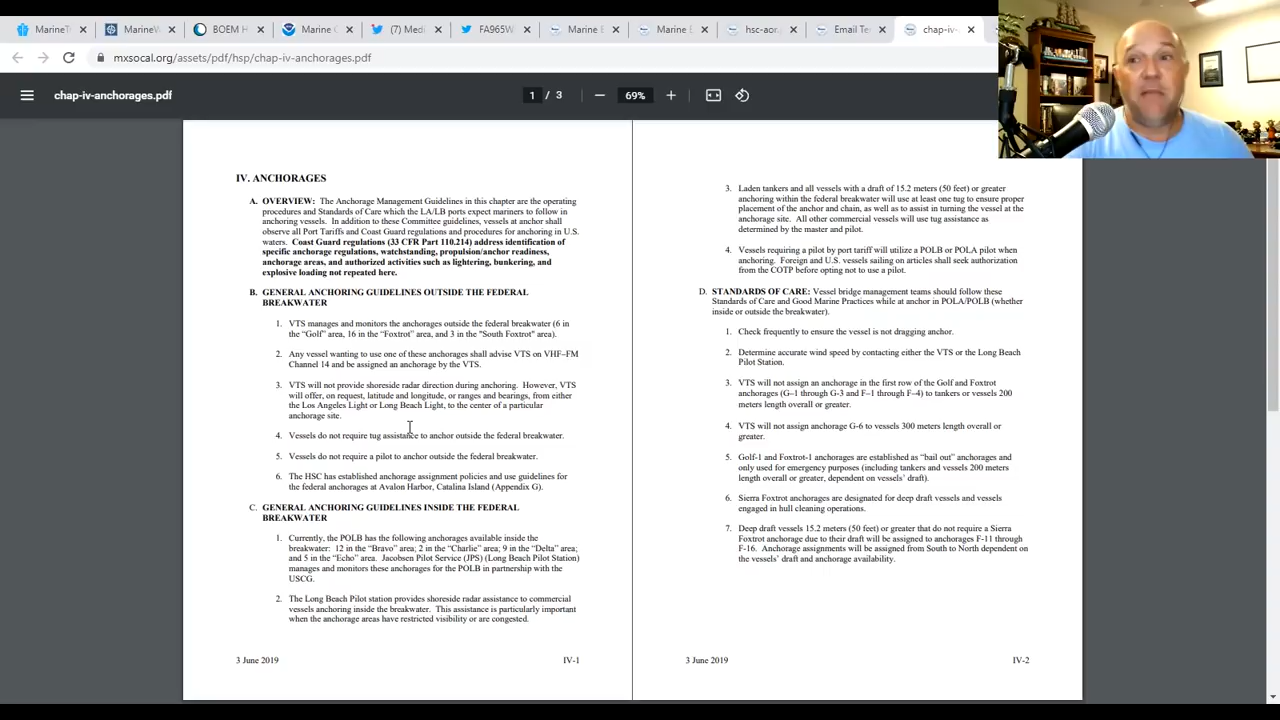 MarineT
MarineW
BOEM H
Marine C
(7) Medi
FA965W
Marine E
Marine E
hsc-aor
Email Te
chap-iv-
mxsocal.org/assets/pdf/hsp/chap-iv-anchorages.pdf
chap-iv-anchorages.pdf
1 / 3
69%
IV. ANCHORAGES
A. OVERVIEW: The Anchorage Management Guidelines in this chapter are the operating
procedures and Standards of Care which the LA/LB ports expect mariners to follow in
anchoring vessels. In addition to these Committee guidelines, vessels at anchor shall
observe all Port Tariffs and Coast Guard regulations and procedures for anchoring in U.S.
waters. Coast Guard regulations (33 CFR Part 110.214) address identification of
specific anchorage regulations, watchstanding, propulsion/anchor readiness,
anchorage areas, and authorized activities such as lightering, bunkering, and
explosive loading not repeated here.
B. GENERAL ANCHORING GUIDELINES OUTSIDE THE FEDERAL
BREAKWATER
1. VTS manages and monitors the anchorages outside the federal breakwater (6 in
the “Golf” area, 16 in the “Foxtrot” area, and 3 in the "South Foxtrot" area).
2. Any vessel wanting to use one of these anchorages shall advise VTS on VHF–FM
Channel 14 and be assigned an anchorage by the VTS.
3. VTS will not provide shoreside radar direction during anchoring. However, VTS
will offer, on request, latitude and longitude, or ranges and bearings, from either
the Los Angeles Light or Long Beach Light, to the center of a particular
anchorage site.
4. Vessels do not require tug assistance to anchor outside the federal breakwater.
5. Vessels do not require a pilot to anchor outside the federal breakwater.
6. The HSC has established anchorage assignment policies and use guidelines for
the federal anchorages at Avalon Harbor, Catalina Island (Appendix G).
C. GENERAL ANCHORING GUIDELINES INSIDE THE FEDERAL
BREAKWATER
1. Currently, the POLB has the following anchorages available inside the
breakwater: 12 in the “Bravo” area; 2 in the “Charlie” area; 9 in the “Delta” area;
and 5 in the “Echo” area. Jacobsen Pilot Service (JPS) (Long Beach Pilot Station)
manages and monitors these anchorages for the POLB in partnership with the
USCG.
2. The Long Beach Pilot station provides shoreside radar assistance to commercial
vessels anchoring inside the breakwater. This assistance is particularly important
when the anchorage areas have restricted visibility or are congested.
3 June 2019
IV-1
3. Laden tankers and all vessels with a draft of 15.2 meters (50 feet) or greater
anchoring within the federal breakwater will use at least one tug to ensure proper
placement of the anchor and chain, as well as to assist in turning the vessel at the
anchorage site. All other commercial vessels will use tug assistance as
determined by the master and pilot.
4. Vessels requiring a pilot by port tariff will utilize a POLB or POLA pilot when
anchoring. Foreign and U.S. vessels sailing on articles shall seek authorization
from the COTP before opting not to use a pilot.
D. STANDARDS OF CARE: Vessel bridge management teams should follow these
Standards of Care and Good Marine Practices while at anchor in POLA/POLB (whether
inside or outside the breakwater).
1. Check frequently to ensure the vessel is not dragging anchor.
2. Determine accurate wind speed by contacting either the VTS or the Long Beach
Pilot Station.
3. VTS will not assign an anchorage in the first row of the Golf and Foxtrot
anchorages (G–1 through G-3 and F–1 through F–4) to tankers or vessels 200
meters length overall or greater.
4. VTS will not assign anchorage G-6 to vessels 300 meters length overall or
greater.
5. Golf-1 and Foxtrot-1 anchorages are established as “bail out” anchorages and
only used for emergency purposes (including tankers and vessels 200 meters
length overall or greater, dependent on vessels’ draft).
6. Sierra Foxtrot anchorages are designated for deep draft vessels and vessels
engaged in hull cleaning operations.
7. Deep draft vessels 15.2 meters (50 feet) or greater that do not require a Sierra
Foxtrot anchorage due to their draft will be assigned to anchorages F-11 through
F-16. Anchorage assignments will be assigned from South to North dependent on
the vessels’ draft and anchorage availability.
3 June 2019
IV-2